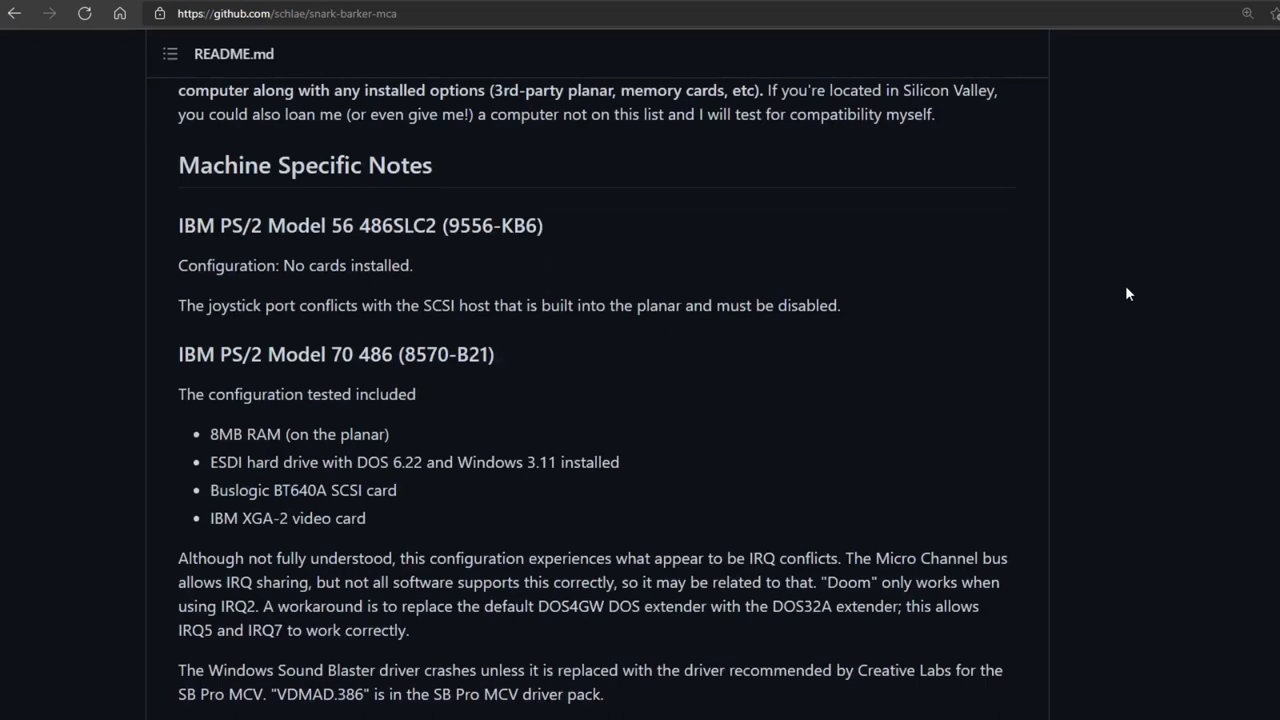 https://github.com/schlae/snark-barker-mca
README.md
computer along with any installed options (3rd-party planar, memory cards, etc). If you're located in Silicon Valley,
you could also loan me (or even give me!) a computer not on this list and I will test for compatibility myself.
Machine Specific Notes
IBM PS/2 Model 56 486SLC2 (9556-KB6)
Configuration: No cards installed.
The joystick port conflicts with the SCSI host that is built into the planar and must be disabled.
IBM PS/2 Model 70 486 (8570-B21)
The configuration tested included
8MB RAM (on the planar)
ESDI hard drive with DOS 6.22 and Windows 3.11 installed
Buslogic BT640A SCSI card
IBM XGA-2 video card
Although not fully understood, this configuration experiences what appear to be IRQ conflicts. The Micro Channel bus
allows IRQ sharing, but not all software supports this correctly, so it may be related to that. "Doom" only works when
using IRQ2. A workaround is to replace the default DOS4GW DOS extender with the DOS32A extender; this allows
IRQ5 and IRQ7 to work correctly.
The Windows Sound Blaster driver crashes unless it is replaced with the driver recommended by Creative Labs for the
SB Pro MCV. "VDMAD.386" is in the SB Pro MCV driver pack.